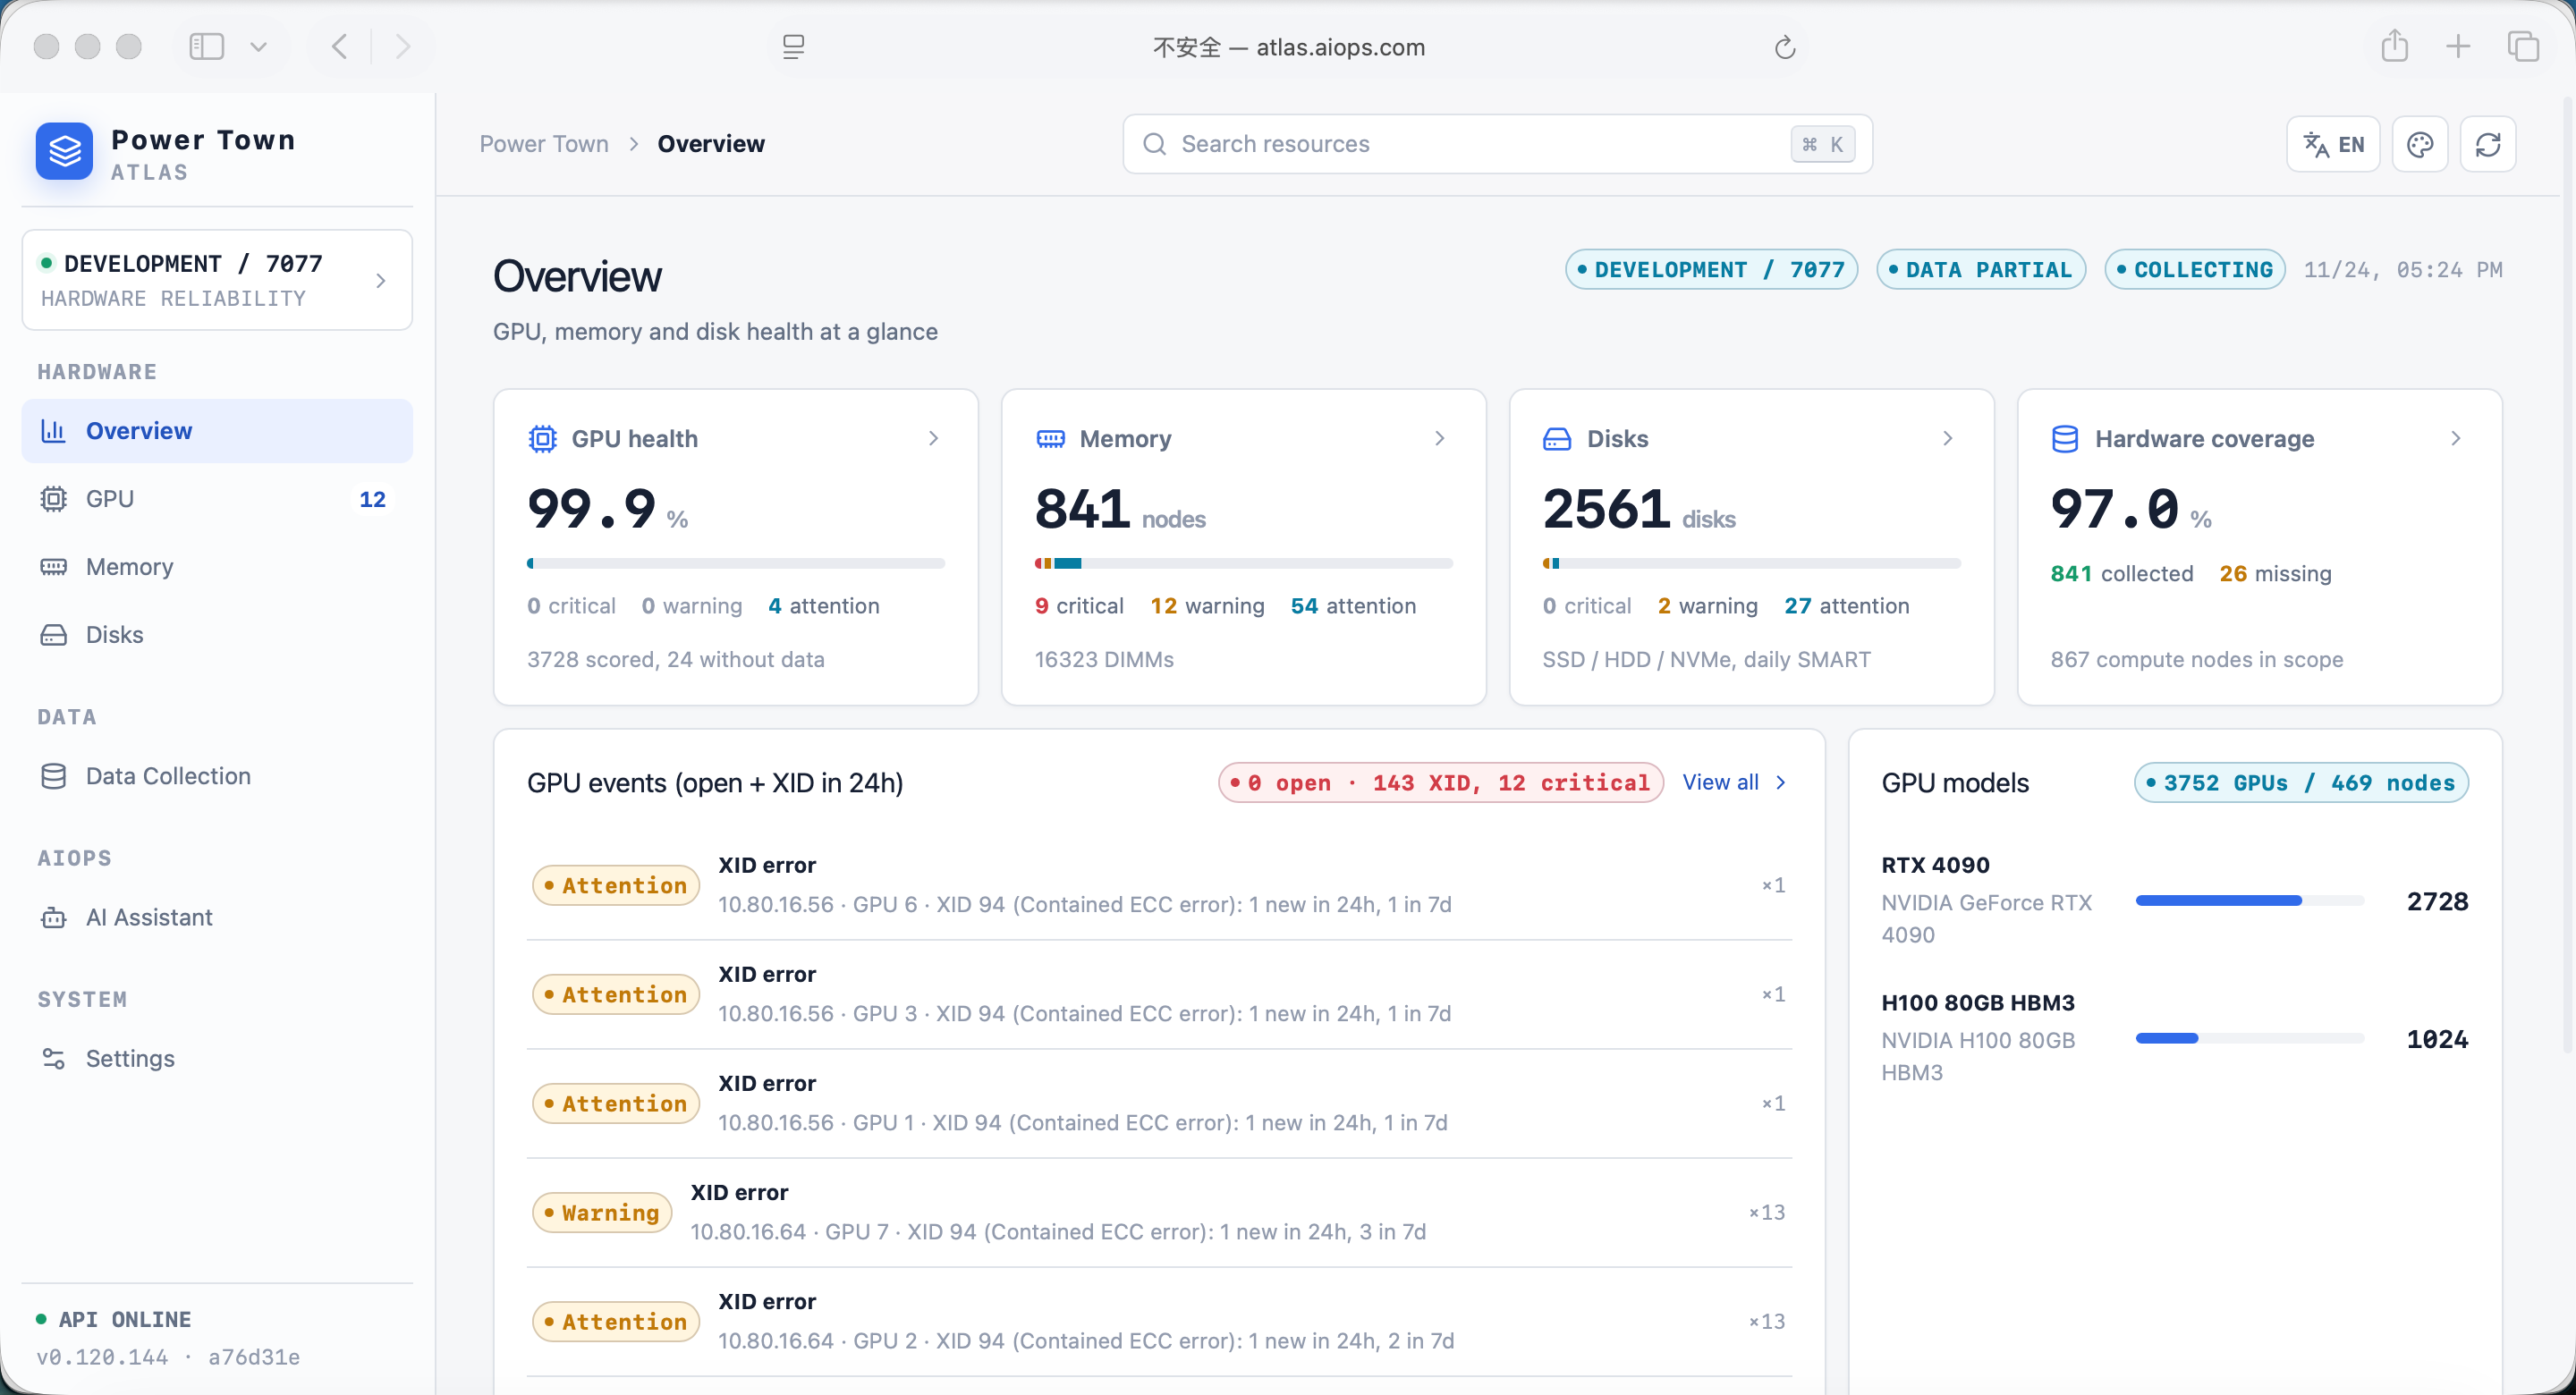 不安全 — atlas.aiops.com
Power Town
ATLAS
DEVELOPMENT / 7077
HARDWARE RELIABILITY
HARDWARE
Overview
GPU 12
Memory
Disks
DATA
Data Collection
AIOPS
AI Assistant
SYSTEM
Settings
API ONLINE
v0.120.144 · a76d31e
Power Town > Overview
Search resources ⌘ K
EN
Overview
DEVELOPMENT / 7077 DATA PARTIAL COLLECTING 11/24, 05:24 PM
GPU, memory and disk health at a glance
GPU health
99.9 %
0 critical 0 warning 4 attention
3728 scored, 24 without data
Memory
841 nodes
9 critical 12 warning 54 attention
16323 DIMMs
Disks
2561 disks
0 critical 2 warning 27 attention
SSD / HDD / NVMe, daily SMART
Hardware coverage
97.0 %
841 collected 26 missing
867 compute nodes in scope
GPU events (open + XID in 24h) 0 open · 143 XID, 12 critical View all
XID error
Attention ×1
10.80.16.56 · GPU 6 · XID 94 (Contained ECC error): 1 new in 24h, 1 in 7d
XID error
Attention ×1
10.80.16.56 · GPU 3 · XID 94 (Contained ECC error): 1 new in 24h, 1 in 7d
XID error
Attention ×1
10.80.16.56 · GPU 1 · XID 94 (Contained ECC error): 1 new in 24h, 1 in 7d
XID error
Warning ×13
10.80.16.64 · GPU 7 · XID 94 (Contained ECC error): 1 new in 24h, 3 in 7d
XID error
Attention ×13
10.80.16.64 · GPU 2 · XID 94 (Contained ECC error): 1 new in 24h, 2 in 7d
GPU models 3752 GPUs / 469 nodes
RTX 4090
NVIDIA GeForce RTX 2728
4090
H100 80GB HBM3
NVIDIA H100 80GB 1024
HBM3